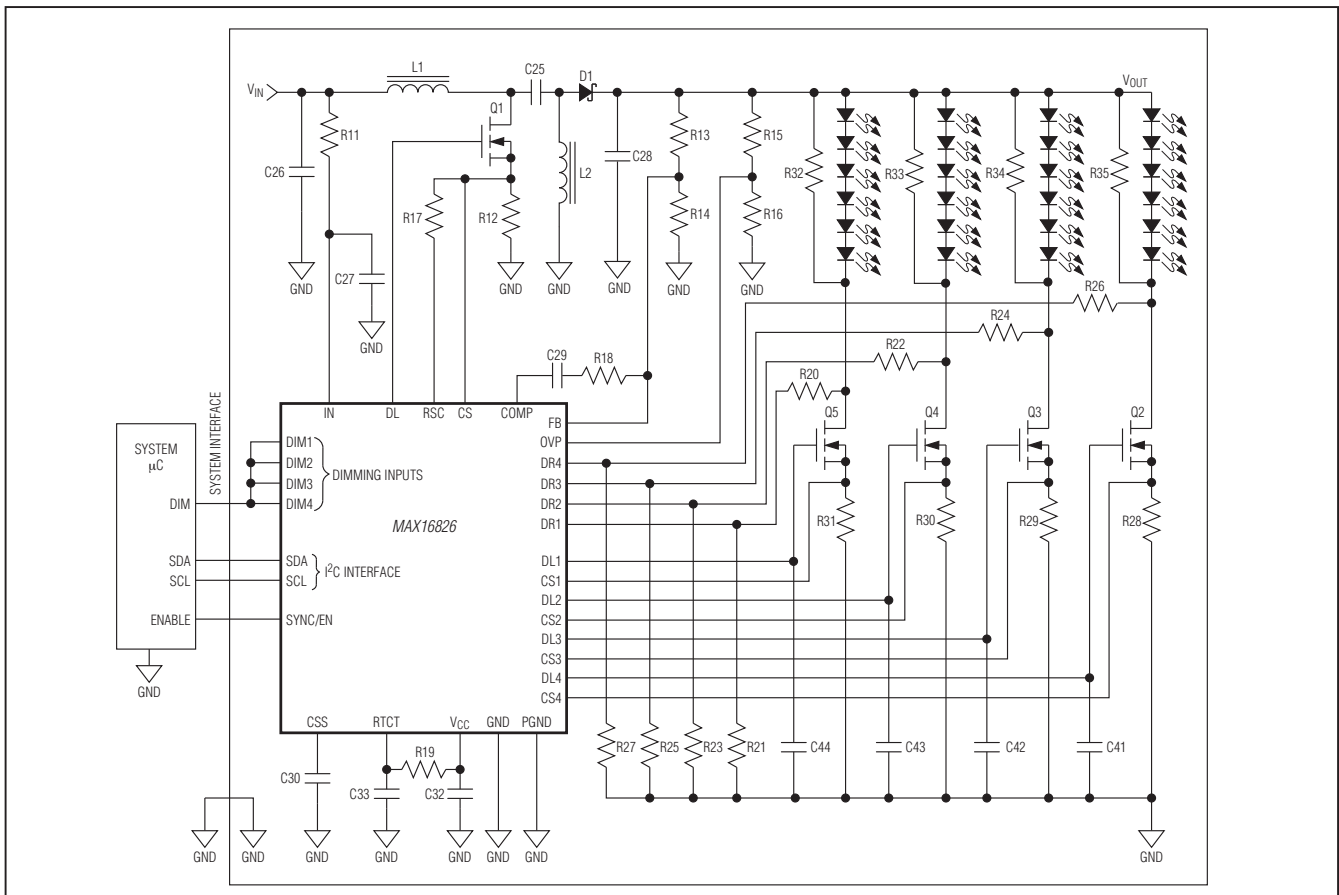 L1
C25
D1
VIN
VOUT
Q1
R11
R13
R15
C26
C28
L2
R32
R33
R34
R35
R17
R12
R14
R16
C27
GND
GND
GND
GND
GND
GND
GND
R26
R24
R22
R20
C29
R18
SYSTEM INTERFACE
IN
DL
RSC
CS
COMP
Q5
Q4
Q3
Q2
SYSTEM
µC
DIM
SDA
SCL
ENABLE
GND
DIM1
DIM2
DIM3
DIM4
DIMMING INPUTS
MAX16826
SDA
SCL
I²C INTERFACE
SYNC/EN
FB
OVP
DR4
DR3
DR2
DR1
DL1
CS1
DL2
CS2
DL3
CS3
DL4
CS4
R31
R30
R29
R28
CSS
RTCT
VCC
GND
PGND
R19
C30
C33
C32
R27
R25
R23
R21
C44
C43
C42
C41
GND
GND
GND
GND
GND
GND
GND
GND